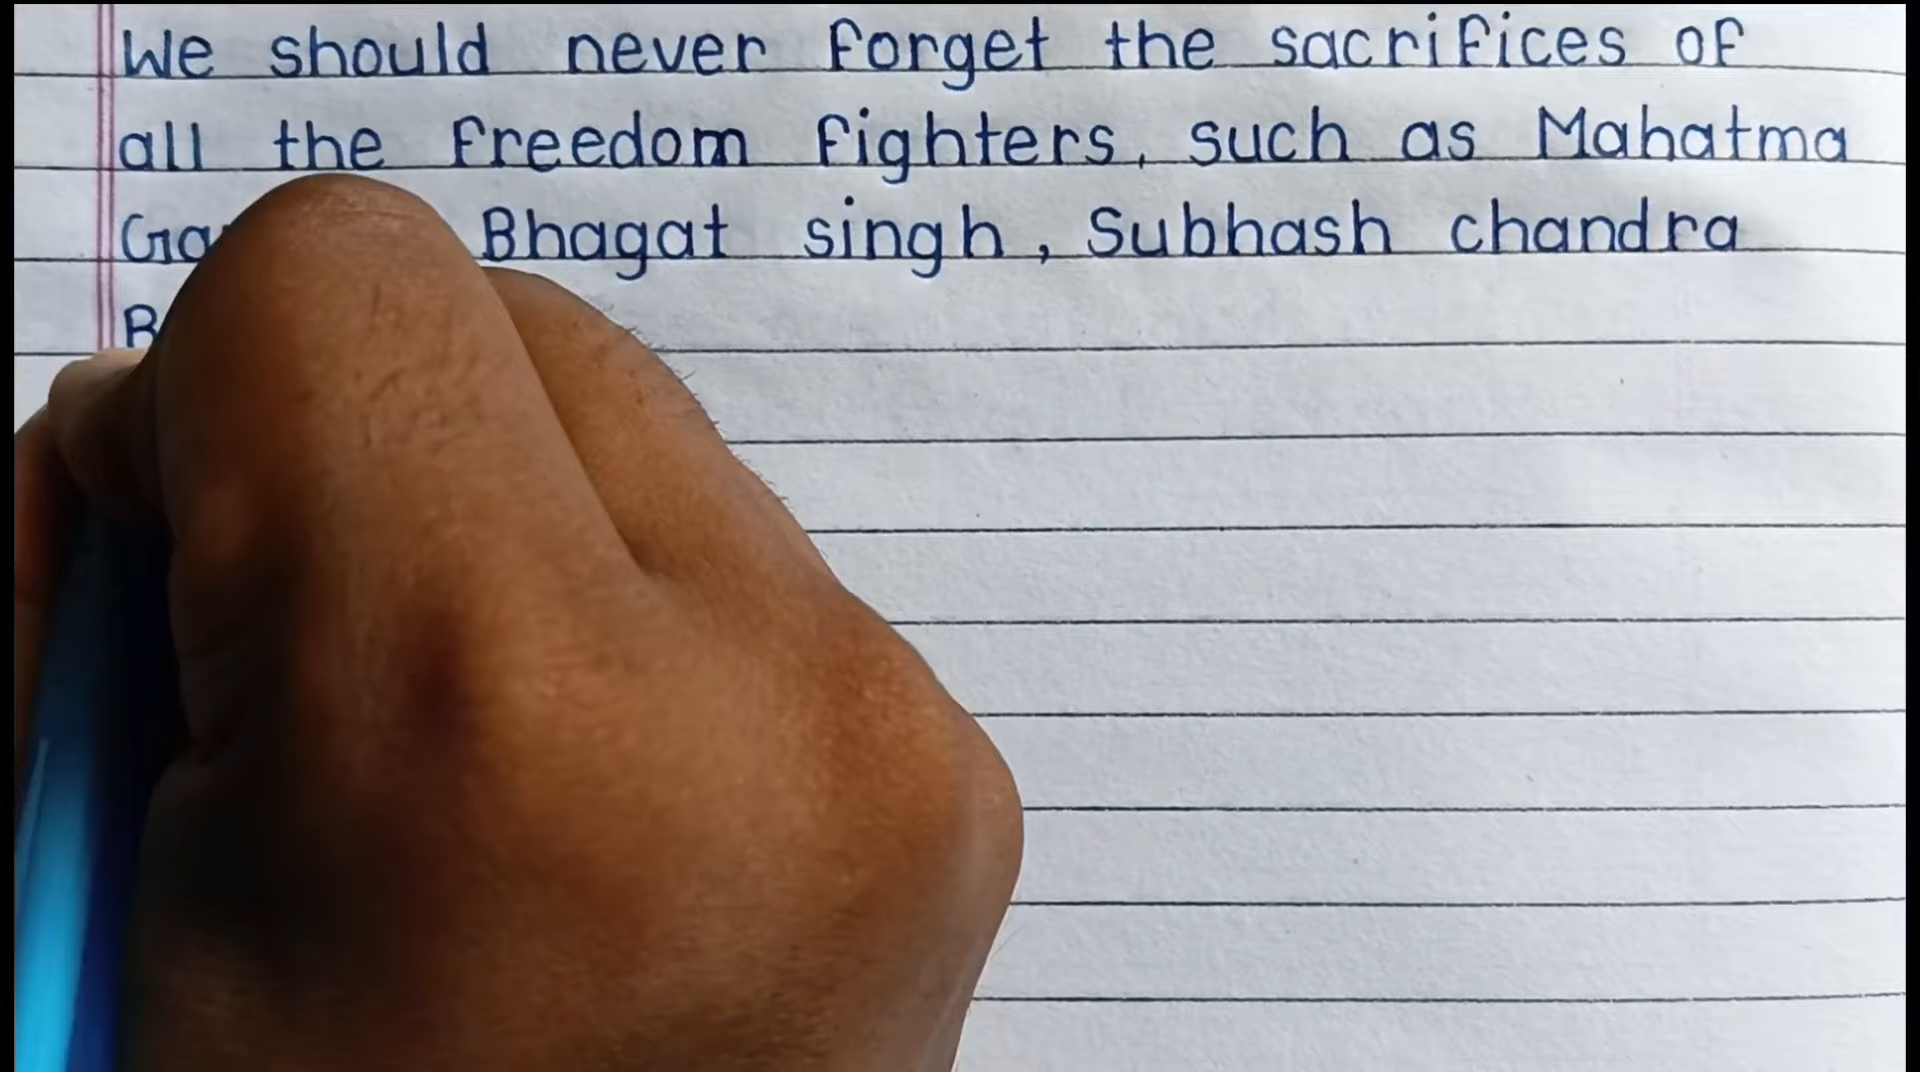 We should never forget the sacrifices of
all the freedom fighters, such as Mahatma
Bhagat singh, Subhash chandra